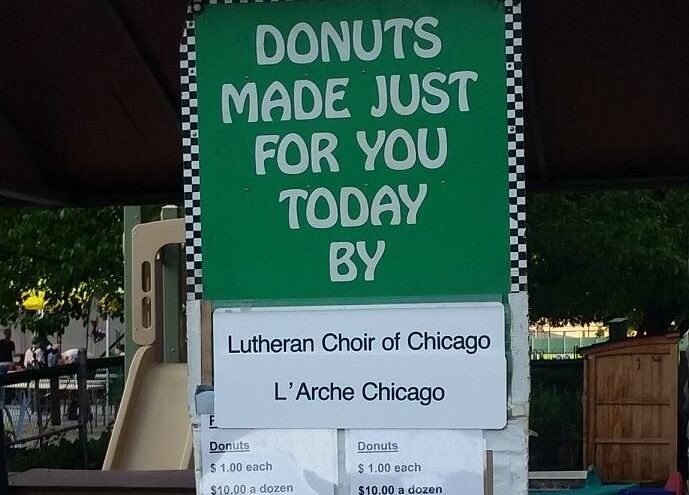 DONUTS
MADE JUST
FOR YOU
TODAY
BY
Lutheran Choir of Chicago
L'Arche Chicago
Donuts
$ 1.00 each
$10.00 a dozen
Donuts
$ 1.00 each
$10.00 a dozen